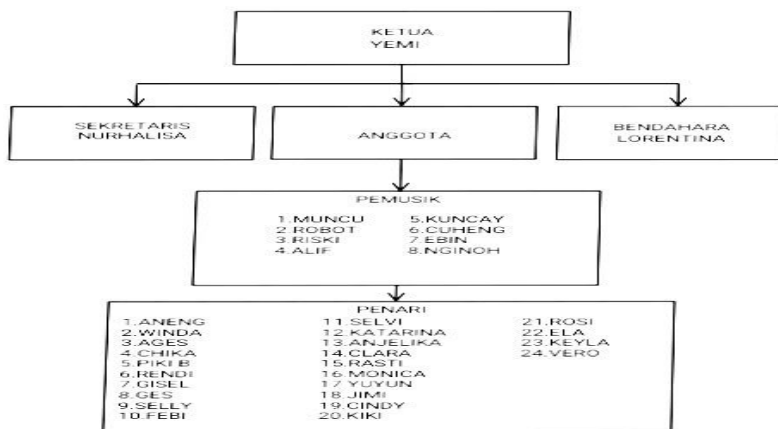 KETUA
YEMI
SEKRETARIS
NURHALISA
ANGGOTA
BENDAHARA
LORENTINA
PEMUSIK
1.MUNCU
2.ROBOT
3.RISKI
4.ALIF
5.KUNCAY
6.CUHENG
7.EBIN
8.NGINOH
PENARI
1.ANENG
2.WINDA
3.AGES
4.CHIKA
5.PIKI B
6.RENDI
7.GISEL
8.GES
9.SELLY
10.FEBI
11.SELVI
12.KATARINA
13.ANJELIKA
14.CLARA
15.RASTI
16.MONICA
17 YUYUN
18.JIMI
19.CINDY
20.KIKI
21.ROSI
22.ELA
23.KEYLA
24.VERO